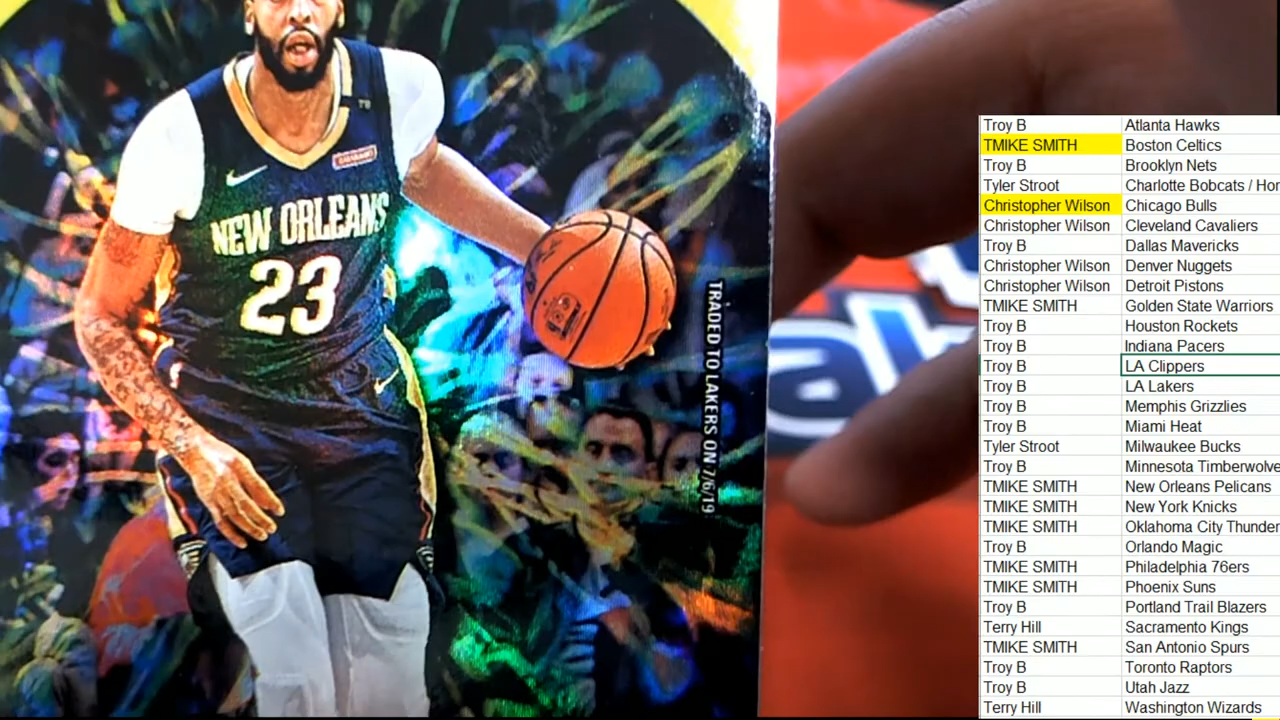 NEW ORLEANS
23
TRADED TO LAKERS ON 7/6/19
Troy B Atlanta Hawks
TMIKE SMITH Boston Celtics
Troy B Brooklyn Nets
Tyler Stroot Charlotte Bobcats / Hor
Christopher Wilson Chicago Bulls
Christopher Wilson Cleveland Cavaliers
Troy B Dallas Mavericks
Christopher Wilson Denver Nuggets
Christopher Wilson Detroit Pistons
TMIKE SMITH Golden State Warriors
Troy B Houston Rockets
Troy B Indiana Pacers
Troy B LA Clippers
Troy B LA Lakers
Troy B Memphis Grizzlies
Troy B Miami Heat
Tyler Stroot Milwaukee Bucks
Troy B Minnesota Timberwolve
TMIKE SMITH New Orleans Pelicans
TMIKE SMITH New York Knicks
TMIKE SMITH Oklahoma City Thunder
Troy B Orlando Magic
TMIKE SMITH Philadelphia 76ers
TMIKE SMITH Phoenix Suns
Troy B Portland Trail Blazers
Terry Hill Sacramento Kings
TMIKE SMITH San Antonio Spurs
Troy B Toronto Raptors
Troy B Utah Jazz
Terry Hill Washington Wizards